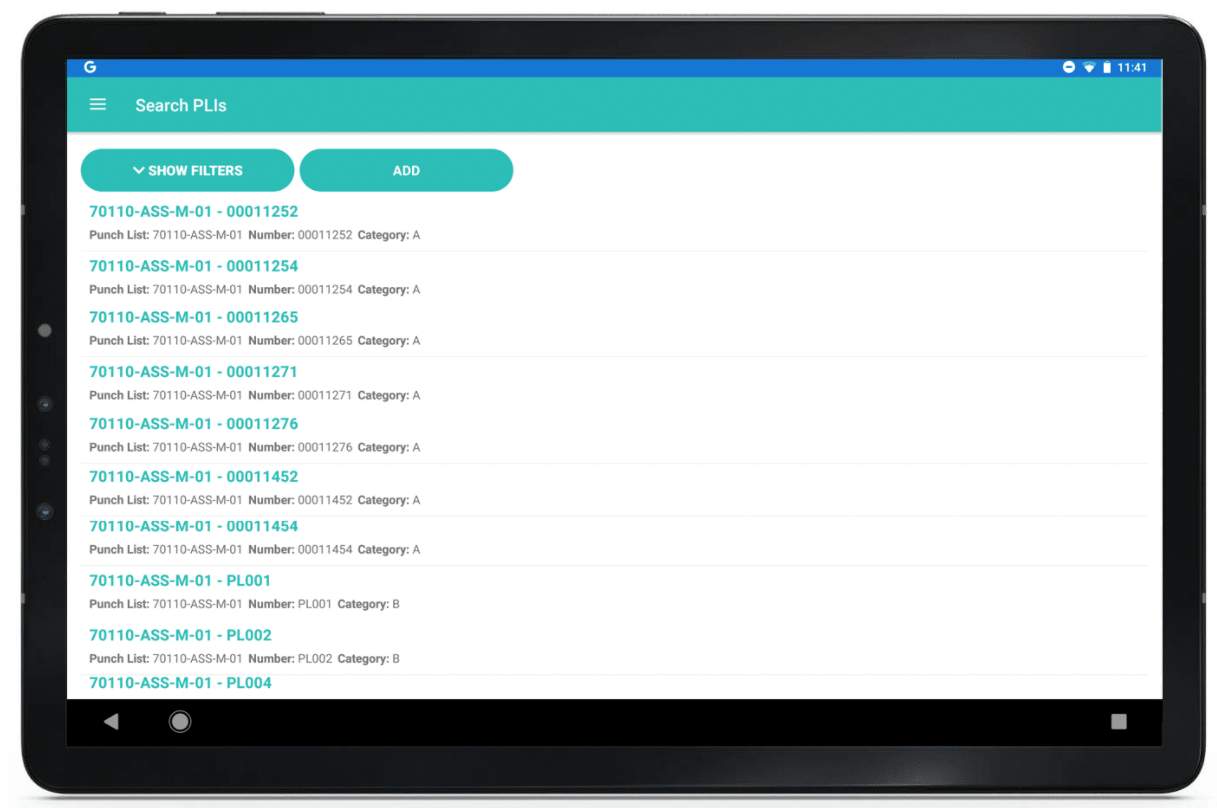 G
11:41
Search PLIs
SHOW FILTERS
ADD
70110-ASS-M-01 - 00011252
Punch List: 70110-ASS-M-01 Number: 00011252 Category: A
70110-ASS-M-01 - 00011254
Punch List: 70110-ASS-M-01 Number: 00011254 Category: A
70110-ASS-M-01 - 00011265
Punch List: 70110-ASS-M-01 Number: 00011265 Category: A
70110-ASS-M-01 - 00011271
Punch List: 70110-ASS-M-01 Number: 00011271 Category: A
70110-ASS-M-01 - 00011276
Punch List: 70110-ASS-M-01 Number: 00011276 Category: A
70110-ASS-M-01 - 00011452
Punch List: 70110-ASS-M-01 Number: 00011452 Category: A
70110-ASS-M-01 - 00011454
Punch List: 70110-ASS-M-01 Number: 00011454 Category: A
70110-ASS-M-01 - PL001
Punch List: 70110-ASS-M-01 Number: PL001 Category: B
70110-ASS-M-01 - PL002
Punch List: 70110-ASS-M-01 Number: PL002 Category: B
70110-ASS-M-01 - PL004